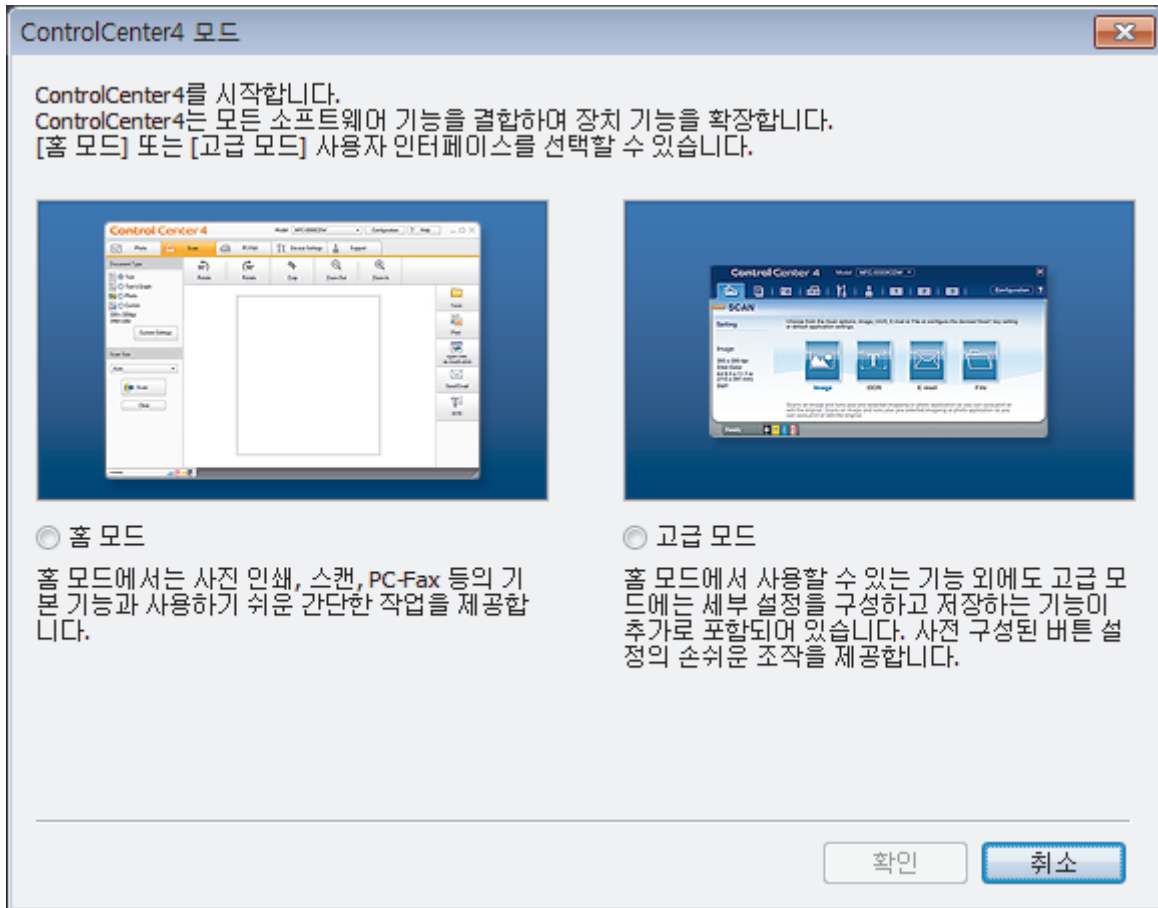 ControlCenter4 모드
ControlCenter4를 시작합니다.
ControlCenter4는 모든 소프트웨어 기능을 결합하며 장치 기능을 확장합니다.
[홈 모드] 또는 [고급 모드] 사용자 인터페이스를 선택할 수 있습니다.
Control Center 4
Control Center 4
SCAN
Image
OCR
E-mail
File
홈 모드
홈 모드에서는 사진 인쇄, 스캔, PC-Fax 등의 기
본 기능과 사용하기 쉬운 간단한 작업을 제공합
니다.
고급 모드
홈 모드에서 사용할 수 있는 기능 외에도 고급 모
드에는 세부 설정을 구성하고 저장하는 기능이
추가로 포함되어 있습니다. 사전 구성된 버튼 설
정의 손쉬운 조작을 제공합니다.
확인
취소